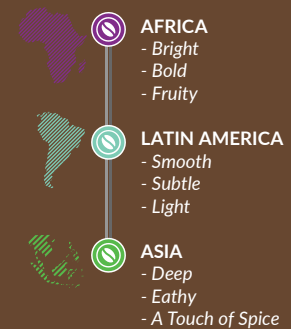 AFRICA
- Bright
- Bold
- Fruity
LATIN AMERICA
- Smooth
- Subtle
- Light
ASIA
- Deep
- Eathy
- A Touch of Spice